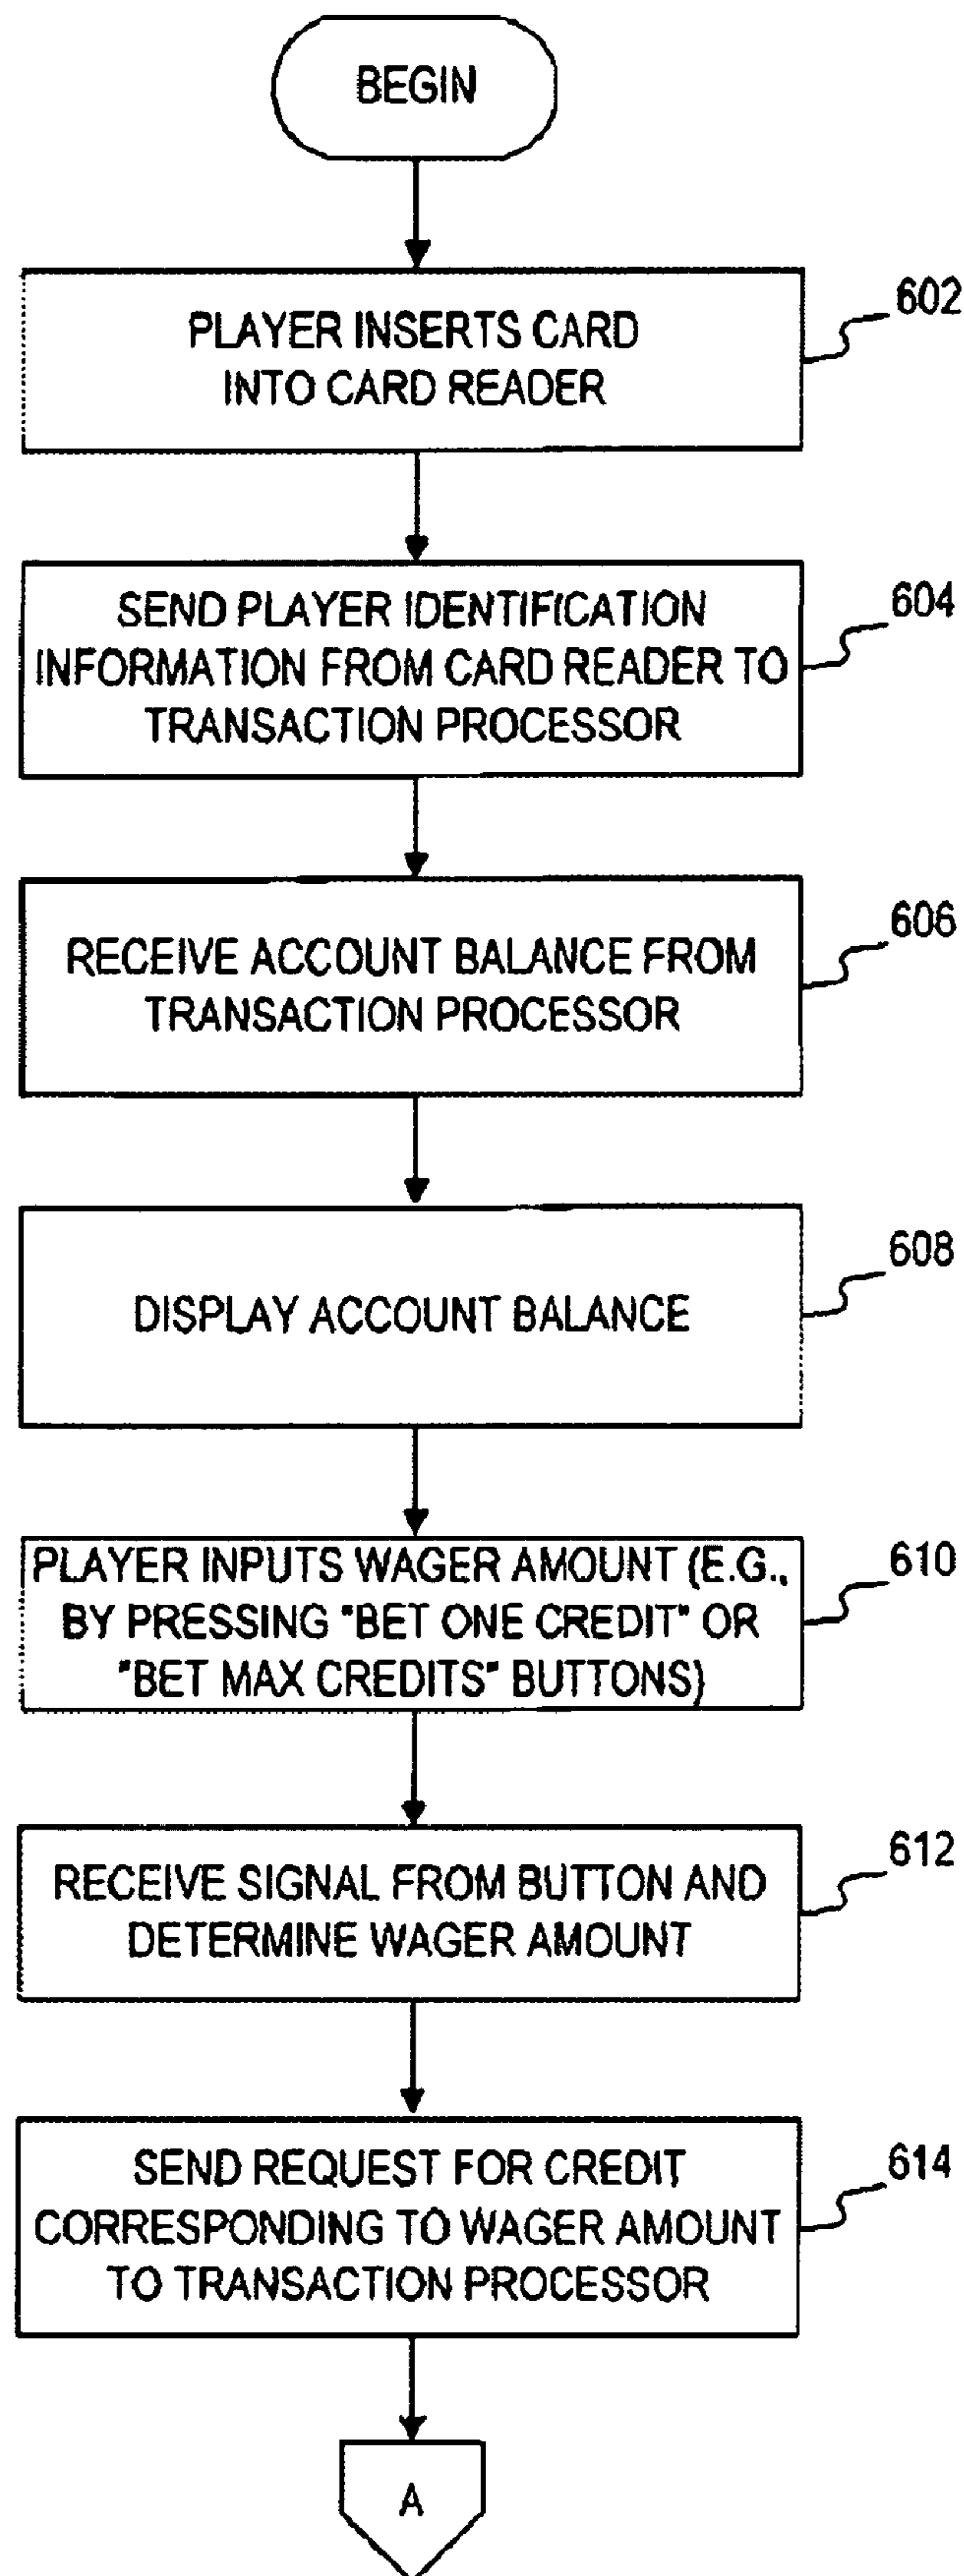 BEGIN
PLAYER INSERTS CARD
INTO CARD READER
602
SEND PLAYER IDENTIFICATION
INFORMATION FROM CARD READER TO
TRANSACTION PROCESSOR
604
RECEIVE ACCOUNT BALANCE FROM
TRANSACTION PROCESSOR
606
DISPLAY ACCOUNT BALANCE
608
PLAYER INPUTS WAGER AMOUNT (E.G.,
BY PRESSING "BET ONE CREDIT" OR
"BET MAX CREDITS" BUTTONS)
610
RECEIVE SIGNAL FROM BUTTON AND
DETERMINE WAGER AMOUNT
612
SEND REQUEST FOR CREDIT
CORRESPONDING TO WAGER AMOUNT
TO TRANSACTION PROCESSOR
614
A